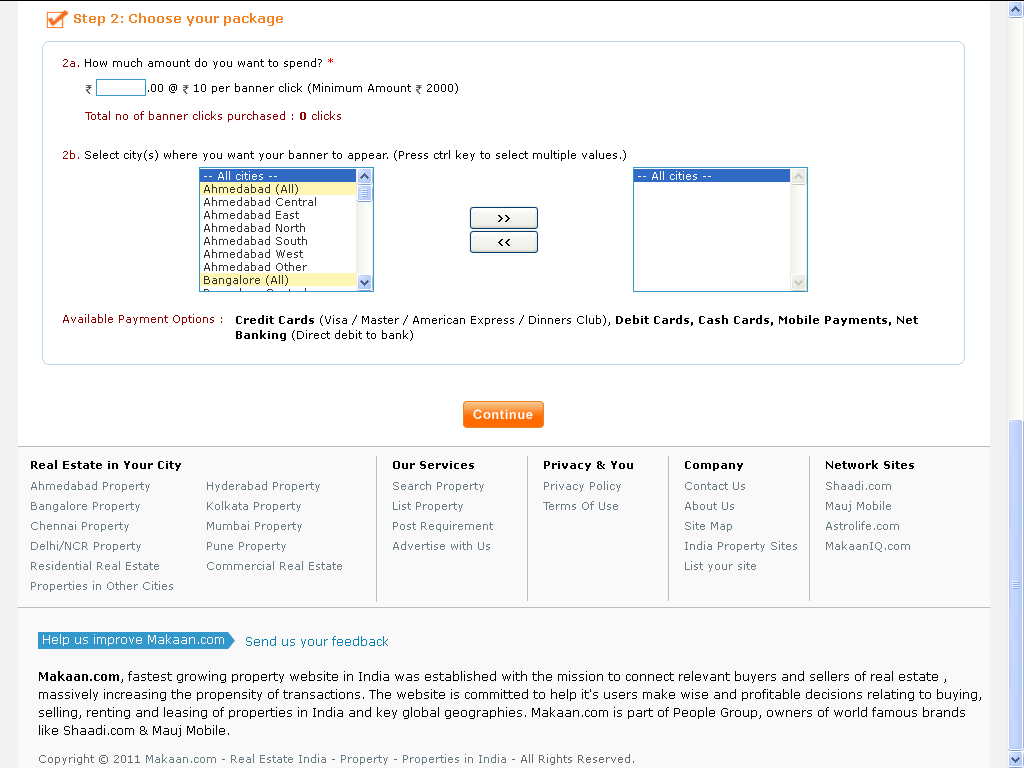 Step 2: Choose your package
2a. How much amount do you want to spend? *
₹ .00 @ ₹ 10 per banner click (Minimum Amount ₹ 2000)
Total no of banner clicks purchased : 0 clicks
2b. Select city(s) where you want your banner to appear. (Press ctrl key to select multiple values.)
-- All cities --
Ahmedabad (All)
Ahmedabad Central
Ahmedabad East
Ahmedabad North
Ahmedabad South
Ahmedabad West
Ahmedabad Other
Bangalore (All)
>>
<<
-- All cities --
Available Payment Options : Credit Cards (Visa / Master / American Express / Dinners Club), Debit Cards, Cash Cards, Mobile Payments, Net
Banking (Direct debit to bank)
Continue
Real Estate in Your City
Ahmedabad Property
Bangalore Property
Chennai Property
Delhi/NCR Property
Residential Real Estate
Properties in Other Cities
Hyderabad Property
Kolkata Property
Mumbai Property
Pune Property
Commercial Real Estate
Our Services
Search Property
List Property
Post Requirement
Advertise with Us
Privacy & You
Privacy Policy
Terms Of Use
Company
Contact Us
About Us
Site Map
India Property Sites
List your site
Network Sites
Shaadi.com
Mauj Mobile
Astrolife.com
MakaanIQ.com
Help us improve Makaan.com Send us your feedback
Makaan.com, fastest growing property website in India was established with the mission to connect relevant buyers and sellers of real estate ,
massively increasing the propensity of transactions. The website is committed to help it's users make wise and profitable decisions relating to buying,
selling, renting and leasing of properties in India and key global geographies. Makaan.com is part of People Group, owners of world famous brands
like Shaadi.com & Mauj Mobile.
Copyright © 2011 Makaan.com - Real Estate India - Property - Properties in India - All Rights Reserved.